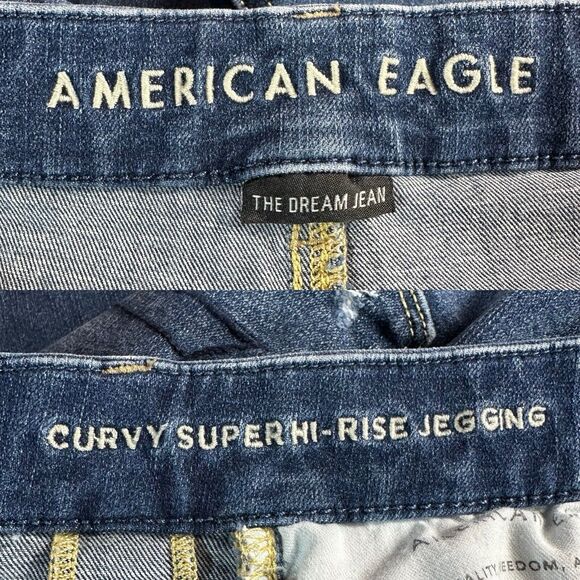 AMERICAN EAGLE
THE DREAM JEAN
CURVY SUPER HI-RISE JEGGING